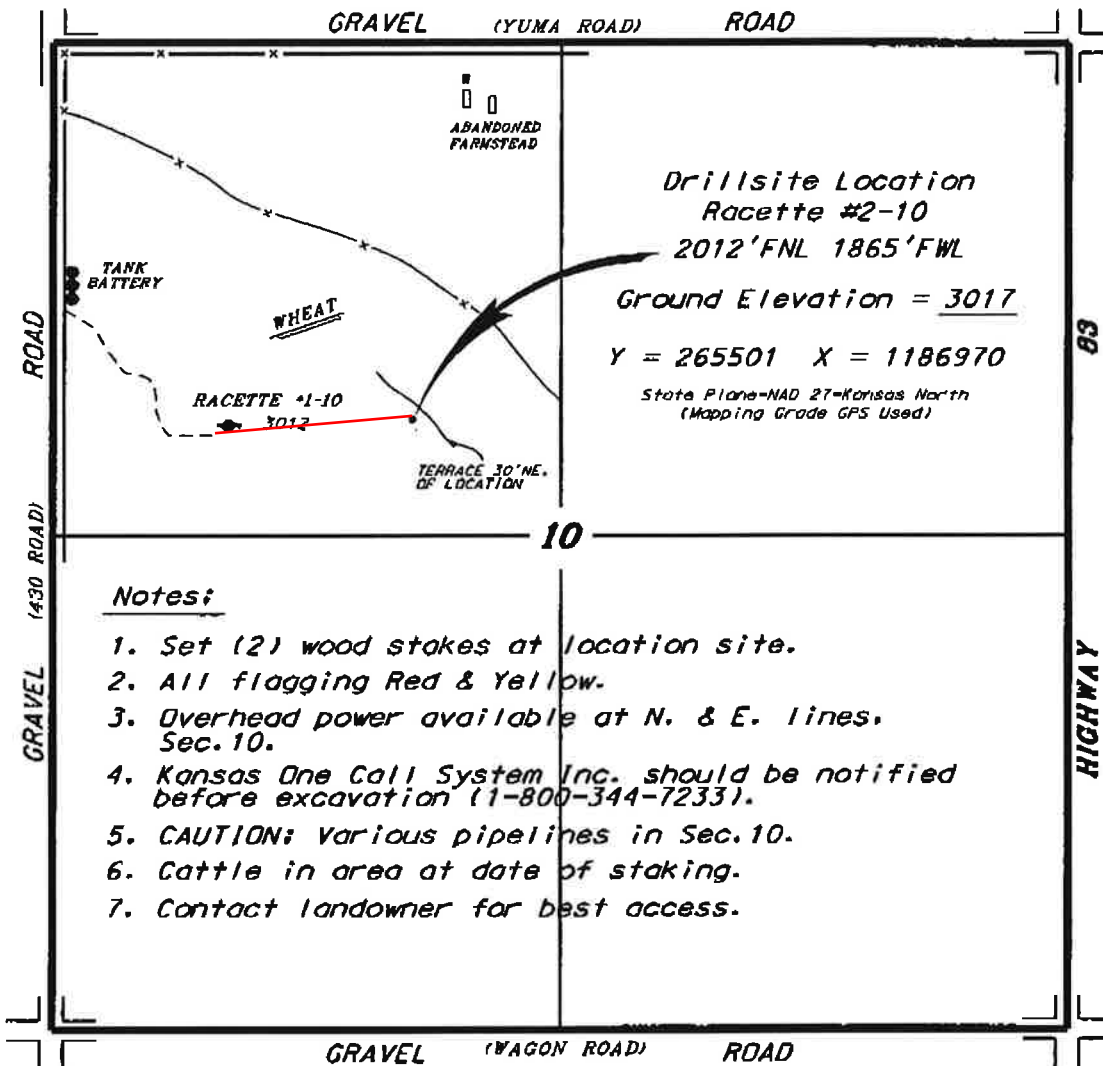 GRAVEL (YUMA ROAD) ROAD
ABANDONED
FARMSTEAD
Drillsite Location
Racette #2-10
2012'FNL 1865'FWL
Ground Elevation = 3017
Y = 265501 X = 1186970
State Plane-NAD 27-Kansas North
(Mapping Grade GPS Used)
TANK
BATTERY
WHEAT
RACETTE #1-10
3012
TERRACE 30'NE.
OF LOCATION
10
GRAVEL (430 ROAD) ROAD
HIGHWAY 83
Notes:
1. Set (2) wood stakes at location site.
2. All flagging Red & Yellow.
3. Overhead power available at N. & E. lines.
Sec. 10.
4. Kansas One Call System Inc. should be notified
before excavation (1-800-344-7233).
5. CAUTION: Various pipelines in Sec. 10.
6. Cattle in area at date of staking.
7. Contact landowner for best access.
GRAVEL (WAGON ROAD) ROAD